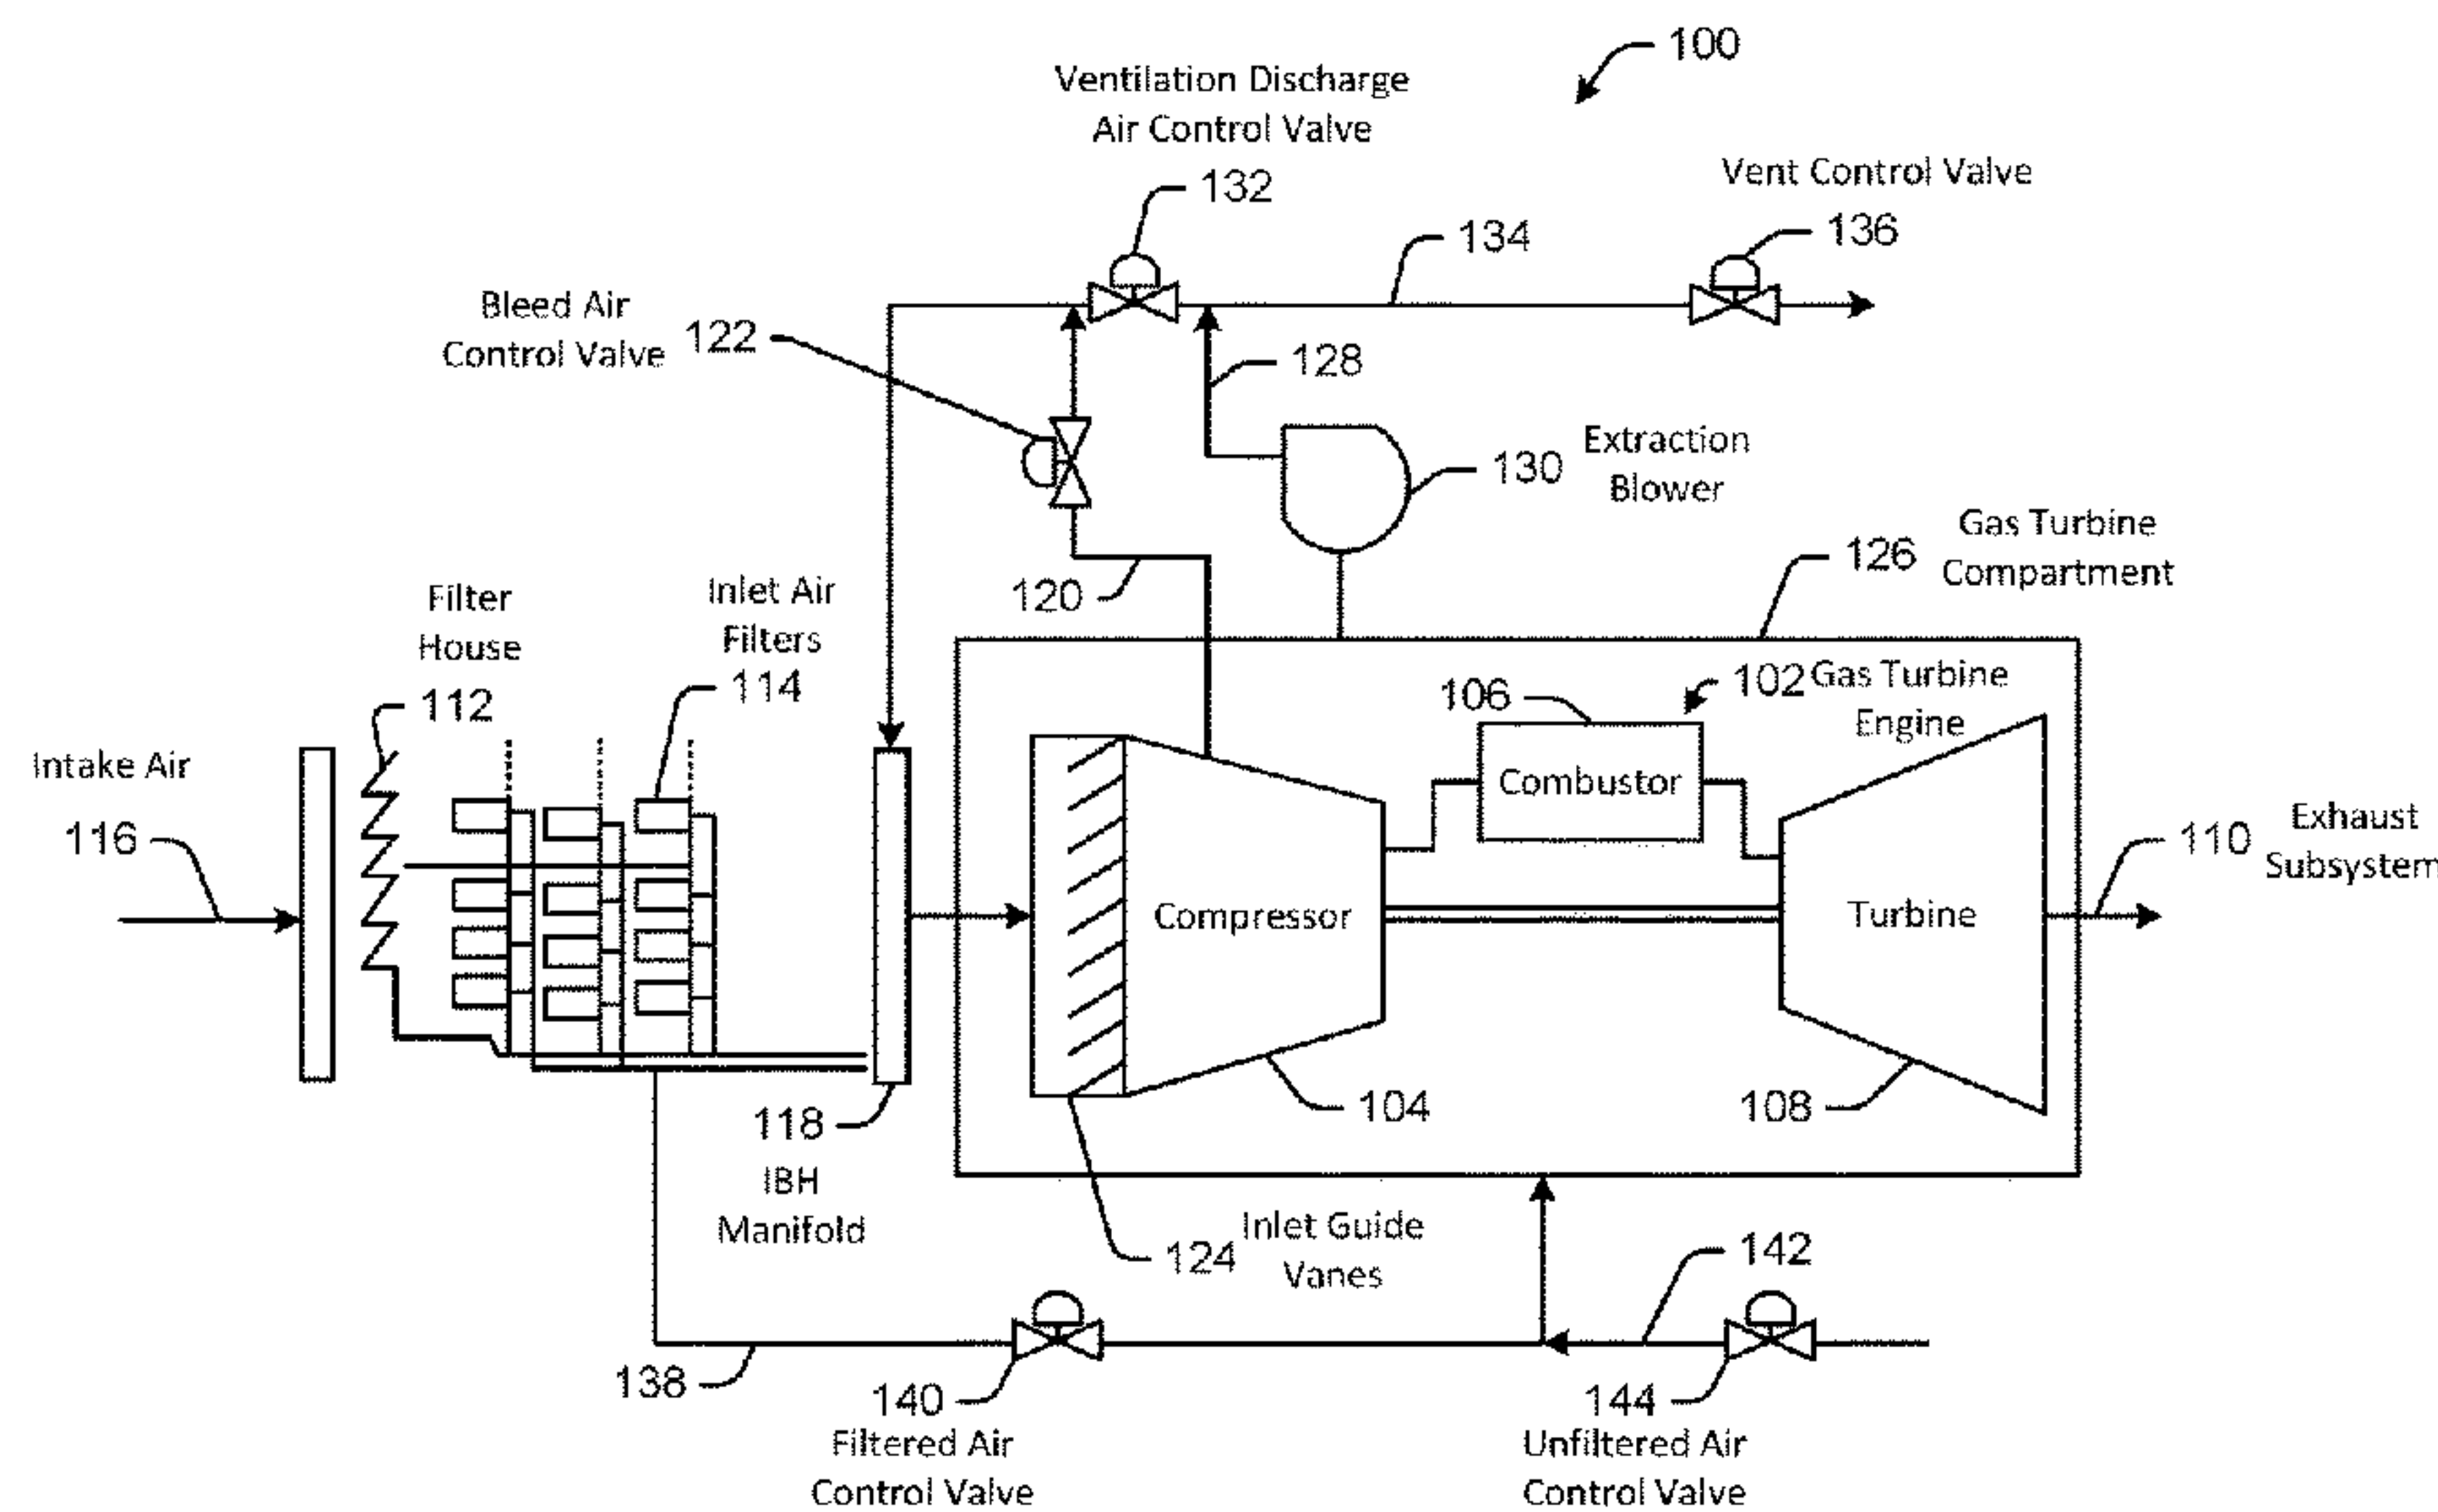 100
Ventilation Discharge
Air Control Valve
132
Vent Control Valve
136
134
Bleed Air
Control Valve
122
128
Extraction
Blower
130
Gas Turbine
Compartment
126
120
Filter
House
112
Inlet Air
Filters
114
106
102
Gas Turbine
Engine
Intake Air
116
Combustor
Compressor
Turbine
110
Exhaust
Subsystem
118
IBH
Manifold
104
108
124
Inlet Guide
Vanes
142
138
140
Filtered Air
Control Valve
144
Unfiltered Air
Control Valve